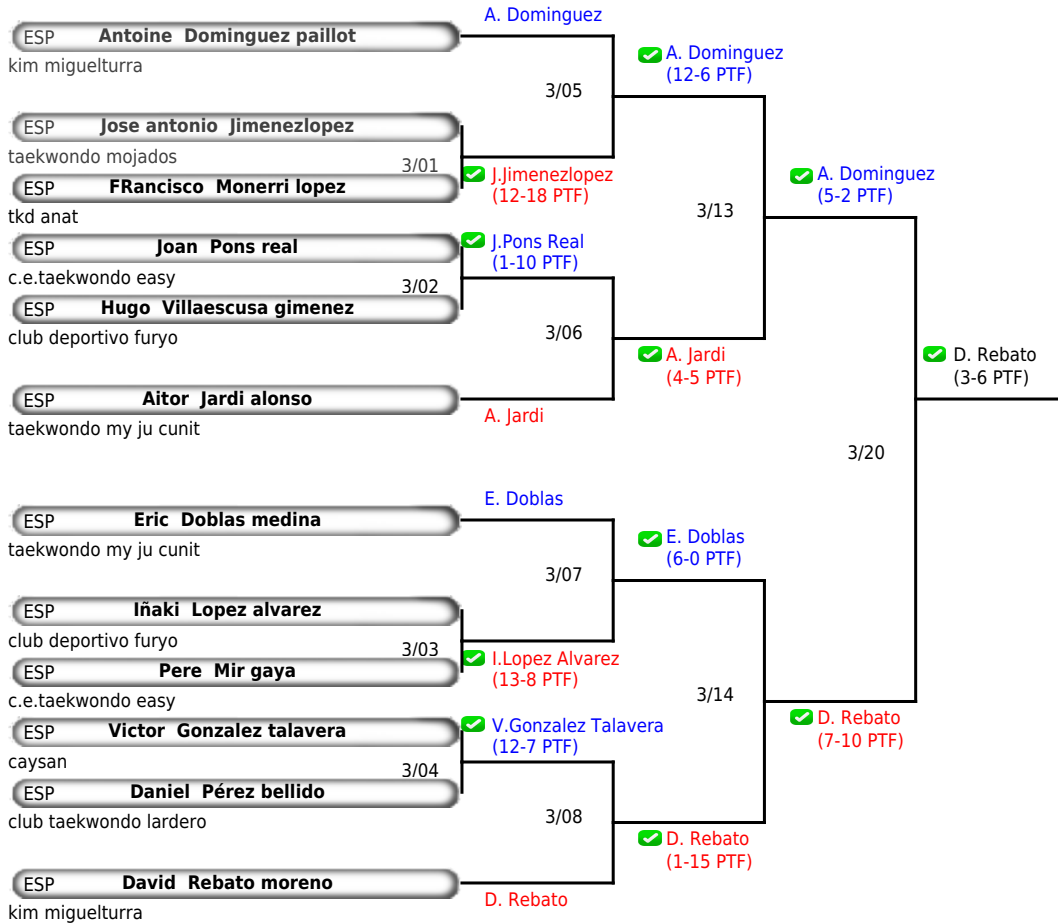 A. Dominguez
ESP Antoine Dominguez paillot
kim miguelturra
A. Dominguez
(12-6 PTF)
3/05
ESP Jose antonio Jimenezlopez
taekwondo mojados
3/01
J.Jimenezlopez
(12-18 PTF)
ESP FRancisco Monerri lopez
tkd anat
A. Dominguez
(5-2 PTF)
3/13
ESP Joan Pons real
c.e.taekwondo easy
J.Pons Real
(1-10 PTF)
3/02
ESP Hugo Villaescusa gimenez
club deportivo furyo
3/06
A. Jardi
(4-5 PTF)
ESP Aitor Jardi alonso
taekwondo my ju cunit
A. Jardi
D. Rebato
(3-6 PTF)
3/20
E. Doblas
ESP Eric Doblas medina
taekwondo my ju cunit
E. Doblas
(6-0 PTF)
3/07
ESP Iñaki Lopez alvarez
club deportivo furyo
3/03
I.Lopez Alvarez
(13-8 PTF)
ESP Pere Mir gaya
c.e.taekwondo easy
3/14
D. Rebato
(7-10 PTF)
ESP Victor Gonzalez talavera
caysan
V.Gonzalez Talavera
(12-7 PTF)
3/04
ESP Daniel Pérez bellido
club taekwondo lardero
3/08
D. Rebato
(1-15 PTF)
ESP David Rebato moreno
kim miguelturra
D. Rebato